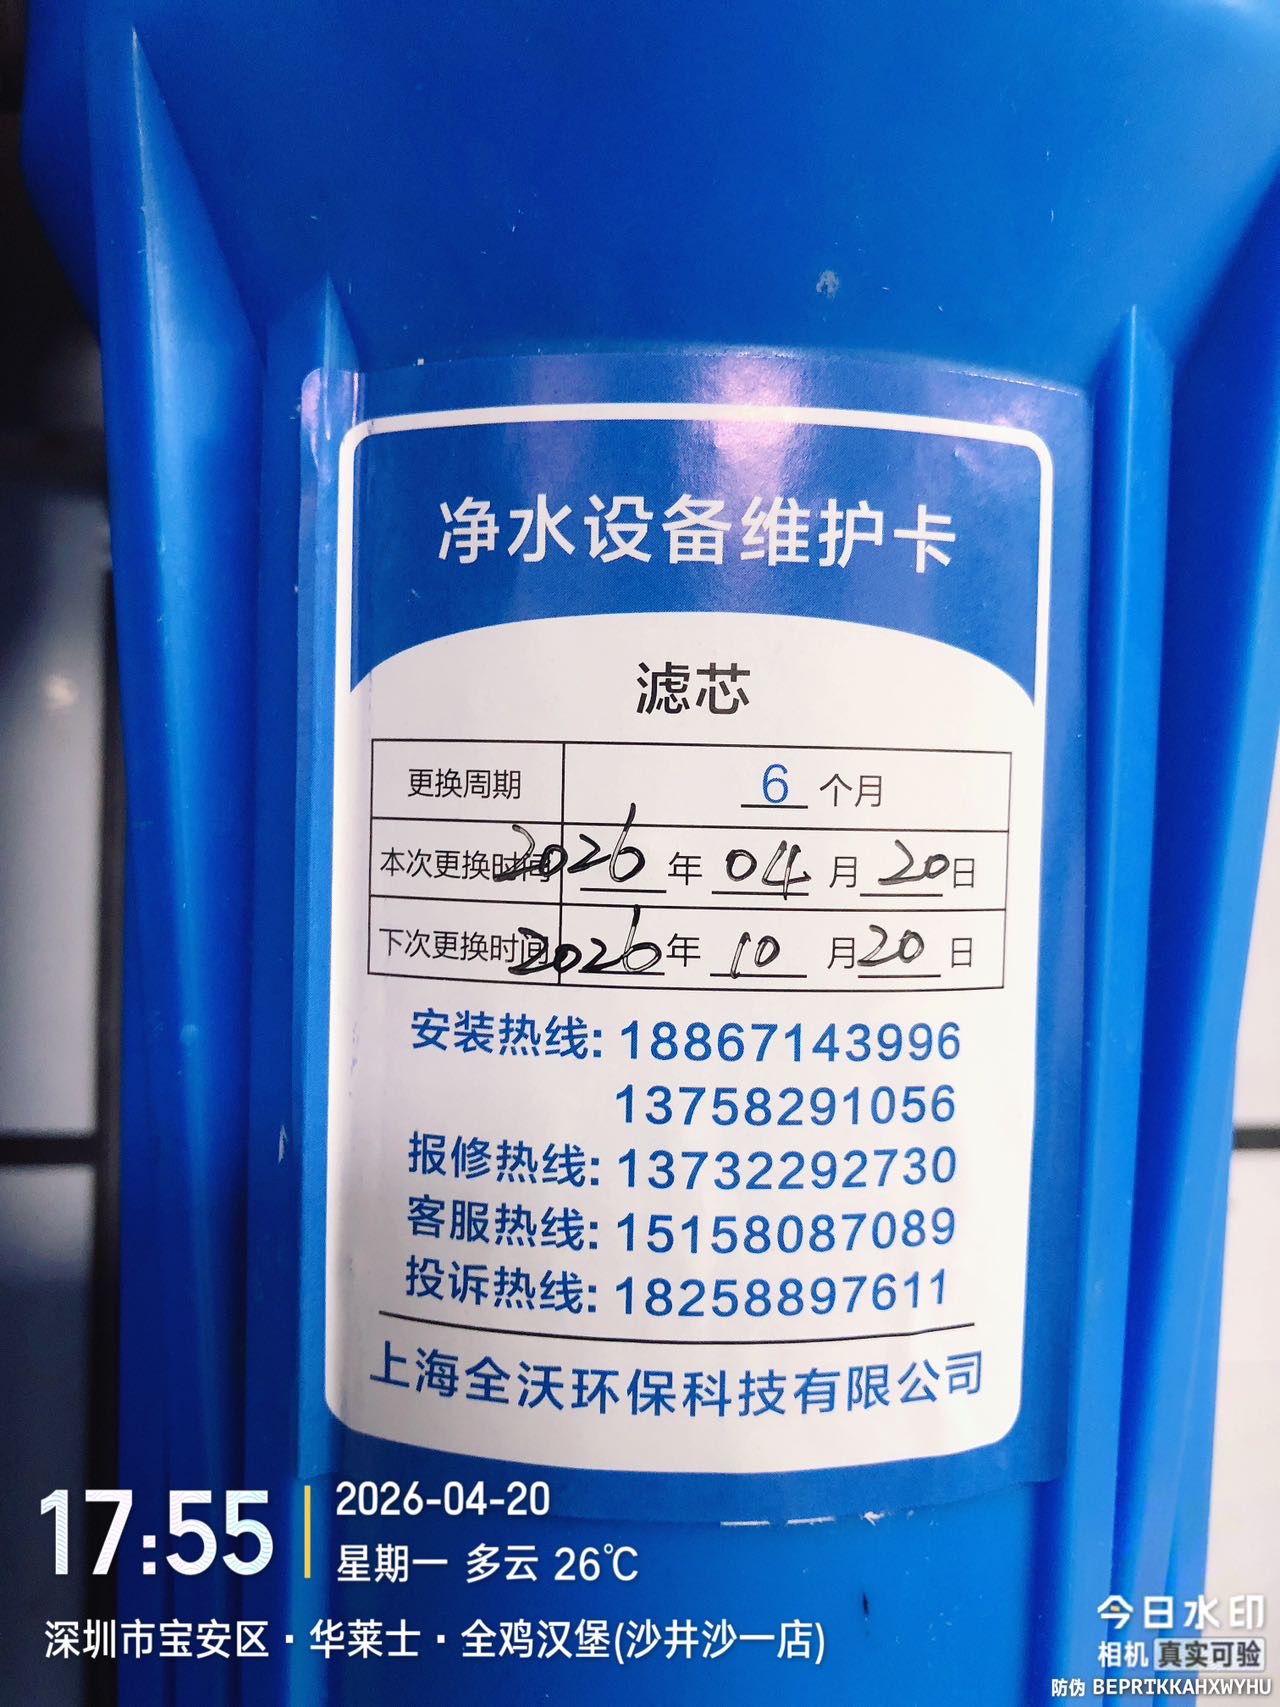 净水设备维护卡
滤芯
更换周期 6 个月
本次更换时间 2026 年 04 月 20 日
下次更换时间 2026 年 10 月 20 日
安装热线: 18867143996
13758291056
报修热线: 13732292730
客服热线: 15158087089
投诉热线: 18258897611
上海全沃环保科技有限公司
17:55
2026-04-20
星期一 多云 26℃
深圳市宝安区·华莱士·全鸡汉堡(沙井沙一店)
今日水印
相机 真实可验
防伪 BEPRTKKAHXWYHU